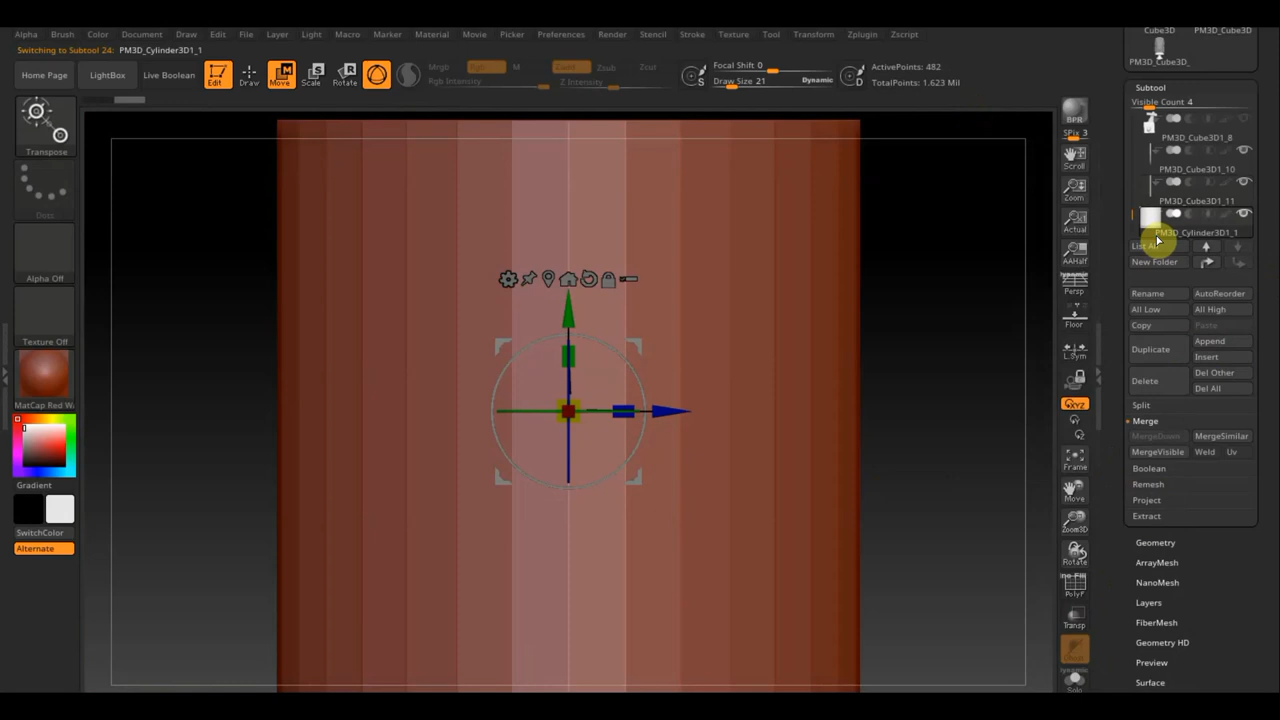 Alpha Brush Color Document Draw Edit File Layer Light Macro Marker Material Movie Picker Preferences Render Stencil Stroke Texture Tool Transform Zplugin Zscript
Switching to Subtool 24: PM3D_Cylinder3D1_1
Home Page LightBox Live Boolean Edit Draw Move Scale Rotate
Mrgb Rgb M Zadd Zsub Zcut
Rgb Intensity Z Intensity
S Focal Shift 0
Draw Size 21 Dynamic
D ActivePoints: 482
TotalPoints: 1.623 Mil
Transpose
Dots
Alpha Off
Texture Off
MatCap Red W
Gradient
SwitchColor
Alternate
BPR
SPix 3
Scroll
Zoom
Actual
AAHalf
Dynamic
Persp
Floor
L.Sym
XYZ
Y
Z
Frame
Move
Zoom3D
Rotate
PolyF
Transp
Dynamic
Solo
Cube3D PM3D_Cube3D
PM3D_Cube3D_
Subtool
Visible Count 4
PM3D_Cube3D1_8
PM3D_Cube3D1_10
PM3D_Cube3D1_11
PM3D_Cylinder3D1_1
List A
New Folder
Rename AutoReorder
All Low All High
Copy Paste
Duplicate Append
Insert
Delete Del Other
Del All
Split
Merge
MergeDown MergeSimilar
MergeVisible Weld Uv
Boolean
Remesh
Project
Extract
Geometry
ArrayMesh
NanoMesh
Layers
FiberMesh
Geometry HD
Preview
Surface